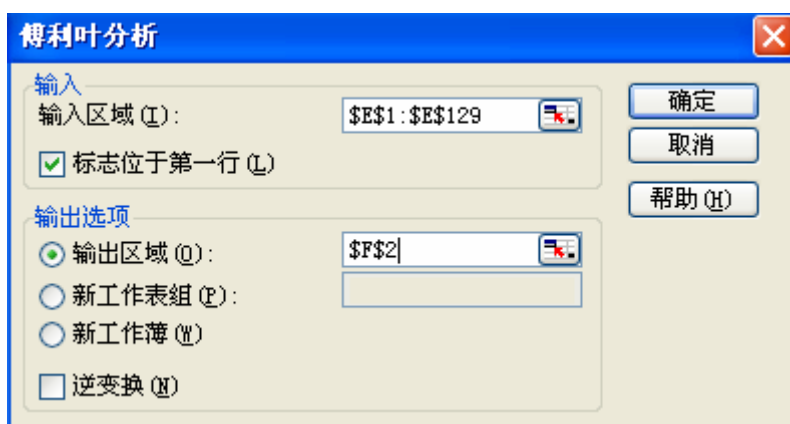 傅利叶分析
输入
输入区域(I):
$E$1:$E$129
标志位于第一行(L)
输出选项
输出区域(O):
$F$2
新工作表组(P):
新工作薄(W)
逆变换(N)
确定
取消
帮助(H)